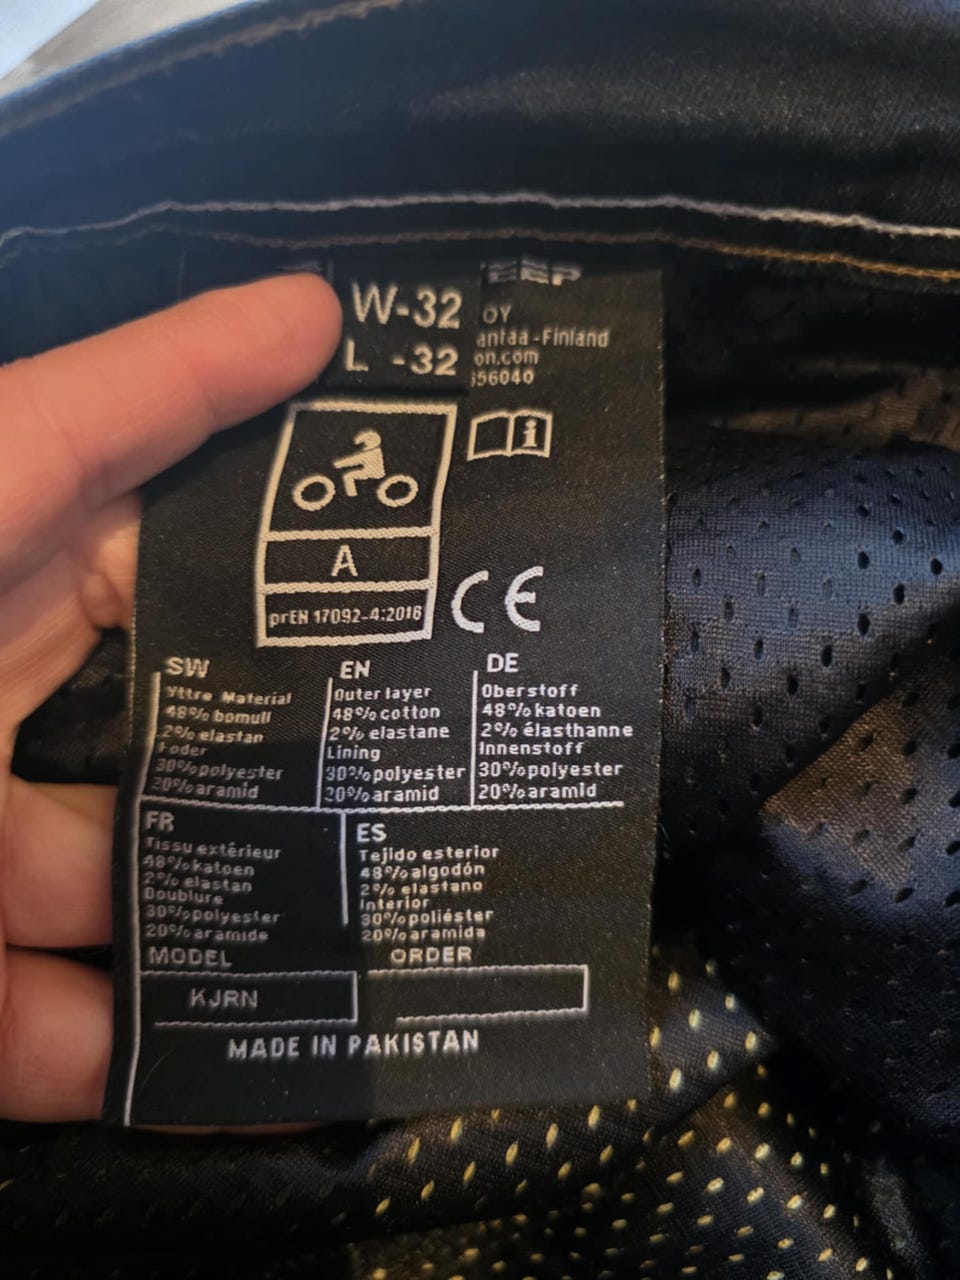 W-32
L -32
OY
antaa-Finland
on.com
56040
A
prEN 17092-4:2018
CE
SW
Yttre Material
48% bomull
2% elastan
Foder
30% polyester
20% aramid
EN
Outer layer
48% cotton
2% elastane
Lining
30% polyester
20% aramid
DE
Oberstoff
48% katoen
2% élasthanne
Innenstoff
30% polyester
20% aramid
FR
Tissu extérieur
48% katoen
2% elastan
Doublure
30% polyester
20% aramide
ES
Tejido esterior
48% algodón
2% elastano
Interior
30% poliéster
20% aramida
MODEL
KJRN
ORDER
MADE IN PAKISTAN